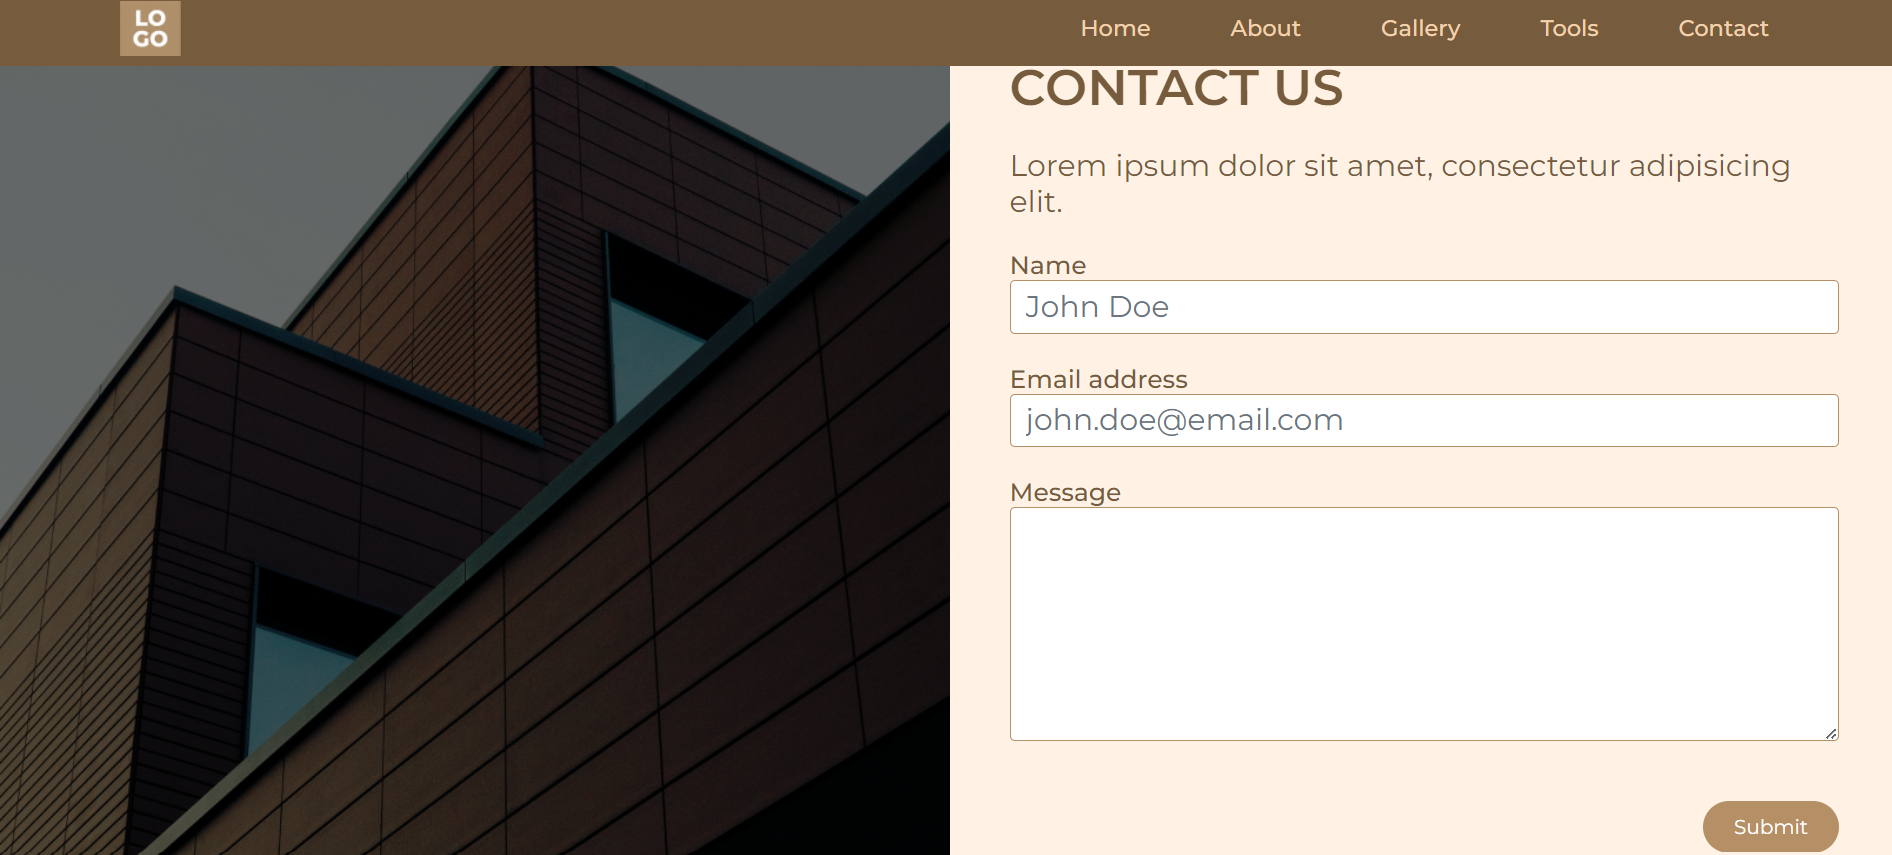 LO
GO
Home About Gallery Tools Contact
CONTACT US
Lorem ipsum dolor sit amet, consectetur adipisicing
elit.
Name
John Doe
Email address
john.doe@email.com
Message
Submit